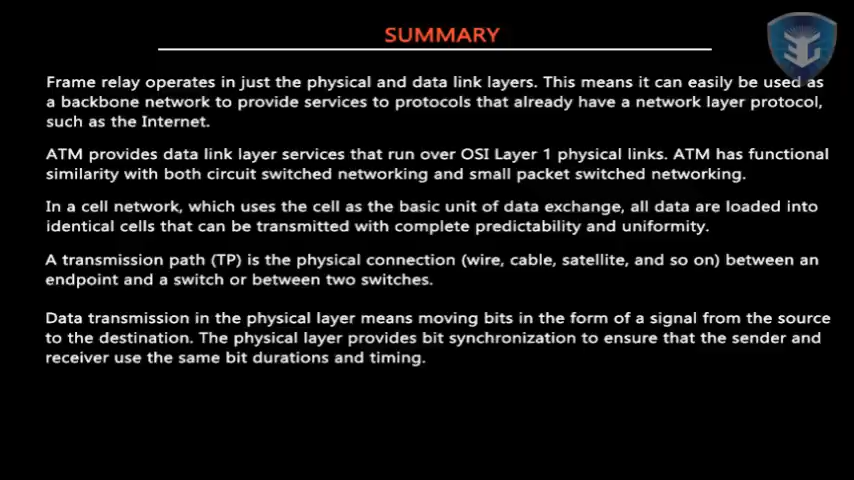 SUMMARY
Frame relay operates in just the physical and data link layers. This means it can easily be used as
a backbone network to provide services to protocols that already have a network layer protocol,
such as the Internet.
ATM provides data link layer services that run over OSI Layer 1 physical links. ATM has functional
similarity with both circuit switched networking and small packet switched networking.
In a cell network, which uses the cell as the basic unit of data exchange, all data are loaded into
identical cells that can be transmitted with complete predictability and uniformity.
A transmission path (TP) is the physical connection (wire, cable, satellite, and so on) between an
endpoint and a switch or between two switches.
Data transmission in the physical layer means moving bits in the form of a signal from the source
to the destination. The physical layer provides bit synchronization to ensure that the sender and
receiver use the same bit durations and timing.